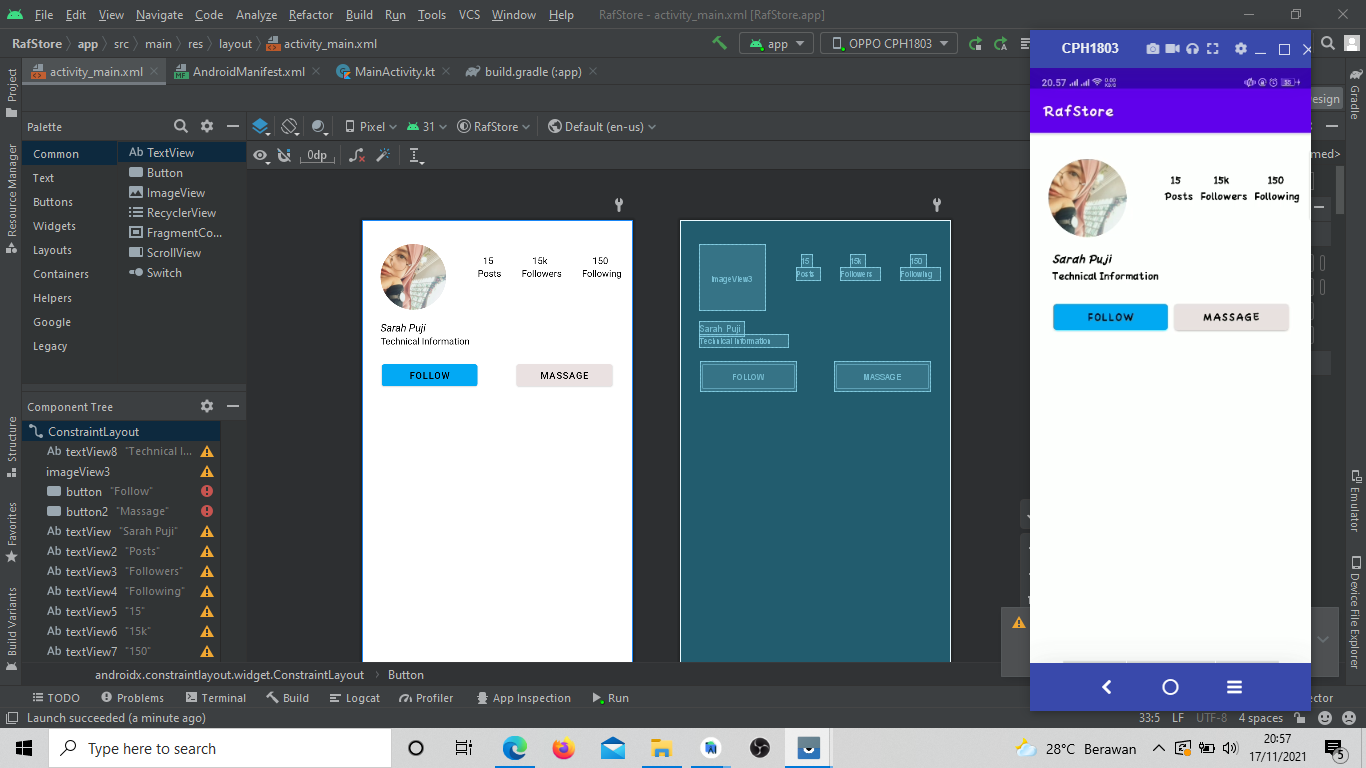 File Edit View Navigate Code Analyze Refactor Build Run Tools VCS Window Help RafStore - activity_main.xml [RafStore.app]
RafStore app src main res layout activity_main.xml app OPPO CPH1803
activity_main.xml AndroidManifest.xml MainActivity.kt build.gradle (:app)
Project
Resource Manager
Structure
Favorites
Build Variants
Palette
Common
Text
Buttons
Widgets
Layouts
Containers
Helpers
Google
Legacy
Ab TextView
Button
ImageView
RecyclerView
FragmentCo...
ScrollView
Switch
Pixel 31 RafStore Default (en-us)
0dp
Component Tree
ConstraintLayout
Ab textView8 "Technical I...
imageView3
button "Follow"
button2 "Massage"
Ab textView "Sarah Puji"
Ab textView2 "Posts"
Ab textView3 "Followers"
Ab textView4 "Following"
Ab textView5 "15"
Ab textView6 "15k"
Ab textView7 "150"
15 15k 150
Posts Followers Following
Sarah Puji
Technical Information
FOLLOW MASSAGE
ImageView3
15 15k 150
Posts Followers Following
Sarah Puji
Technical Information
FOLLOW MASSAGE
CPH1803
20.57
RafStore
15 15k 150
Posts Followers Following
Sarah Puji
Technical Information
FOLLOW MASSAGE
esign
med>
Gradle
Emulator
Device File Explorer
androidx.constraintlayout.widget.ConstraintLayout Button
TODO Problems Terminal Build Logcat Profiler App Inspection Run ctor
Launch succeeded (a minute ago) 33:5 LF UTF-8 4 spaces
Type here to search
28°C Berawan
20:57
17/11/2021
5